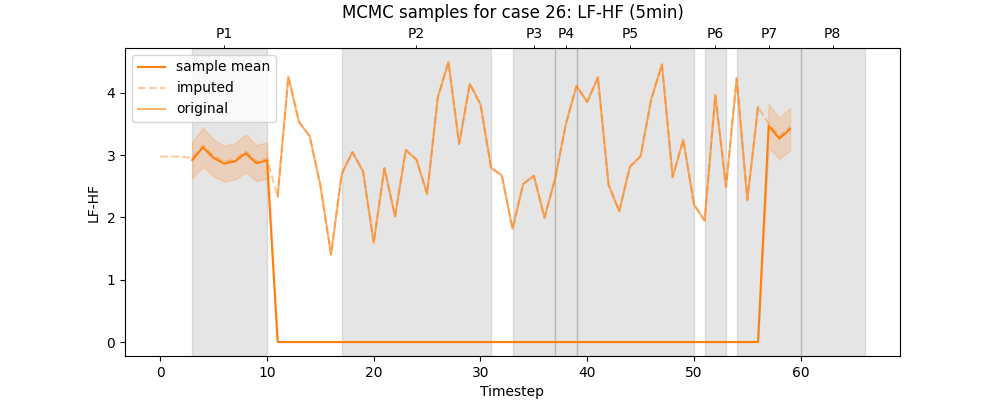 MCMC samples for case 26: LF-HF (5min)
P1 P2 P3 P4 P5 P6 P7 P8
sample mean
imputed
original
4
3
2
1
0
LF-HF
0 10 20 30 40 50 60
Timestep